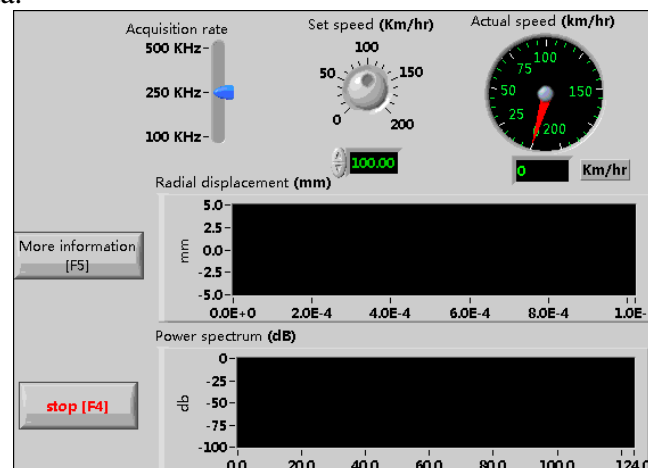 a.
Acquisition rate
500 KHz
250 KHz
100 KHz
Set speed (Km/hr)
0
50
100
150
200
100.00
Actual speed (km/hr)
25
50
75
100
150
200
0
Km/hr
Radial displacement (mm)
mm
5.0
2.5
0.0
-2.5
-5.0
0.0E+0 2.0E-4 4.0E-4 6.0E-4 8.0E-4 1.0E-
More information
[F5]
Power spectrum (dB)
db
0
-25
-50
-75
-100
0.0 20.0 40.0 60.0 80.0 100.0 124.0
stop [F4]